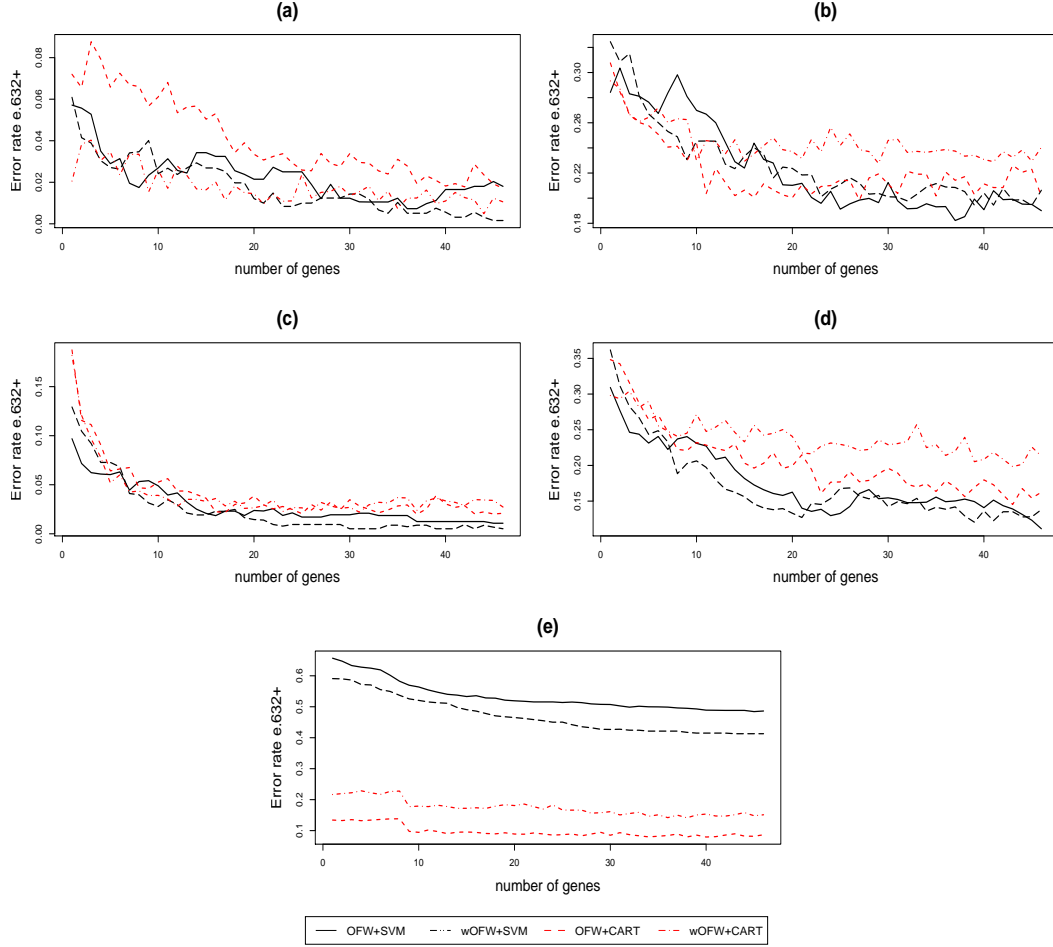 (a)
Error rate e.632+
0.00 0.02 0.04 0.06 0.08
0 10 20 30 40
number of genes
(b)
Error rate e.632+
0.18 0.22 0.26 0.30
0 10 20 30 40
number of genes
(c)
Error rate e.632+
0.00 0.05 0.10 0.15
0 10 20 30 40
number of genes
(d)
Error rate e.632+
0.15 0.20 0.25 0.30 0.35
0 10 20 30 40
number of genes
(e)
Error rate e.632+
0.1 0.2 0.3 0.4 0.5 0.6
0 10 20 30 40
number of genes
OFW+SVM wOFW+SVM OFW+CART wOFW+CART